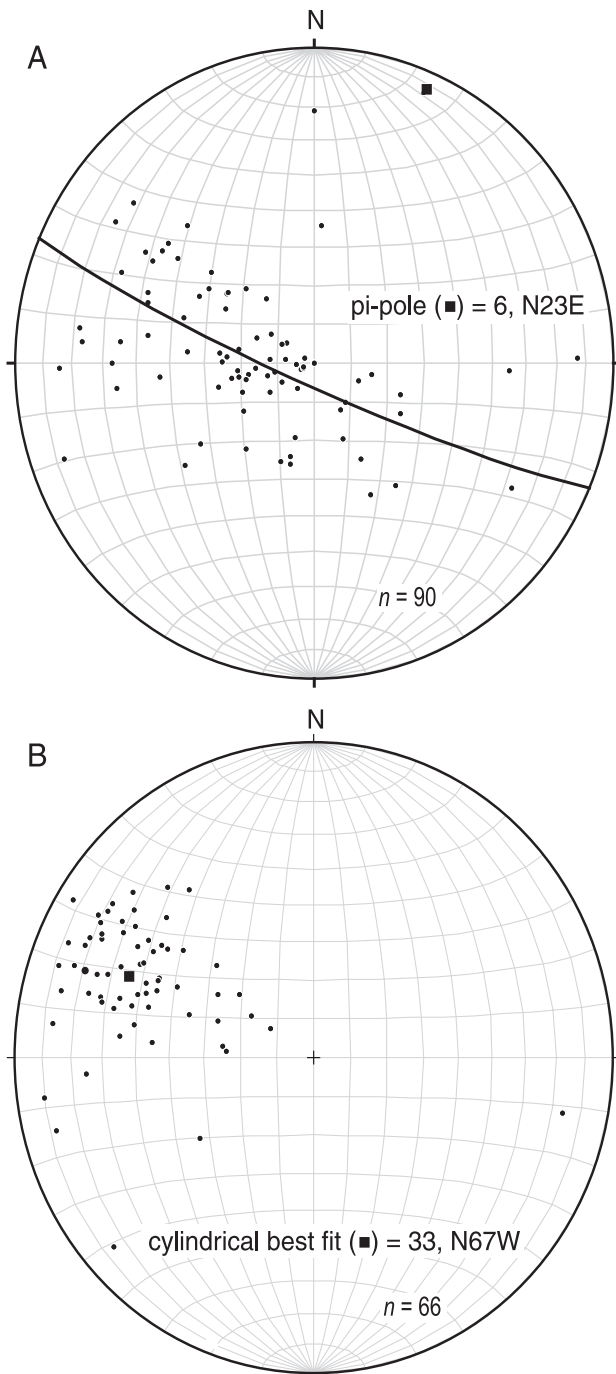 N
A
pi-pole (■) = 6, N23E
n = 90
N
B
cylindrical best fit (■) = 33, N67W
n = 66